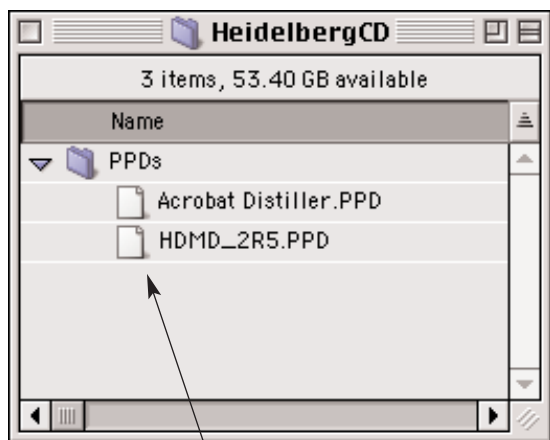 HeidelbergCD
3 items, 53.40 GB available
Name
PPDs
Acrobat Distiller.PPD
HDMD_2R5.PPD